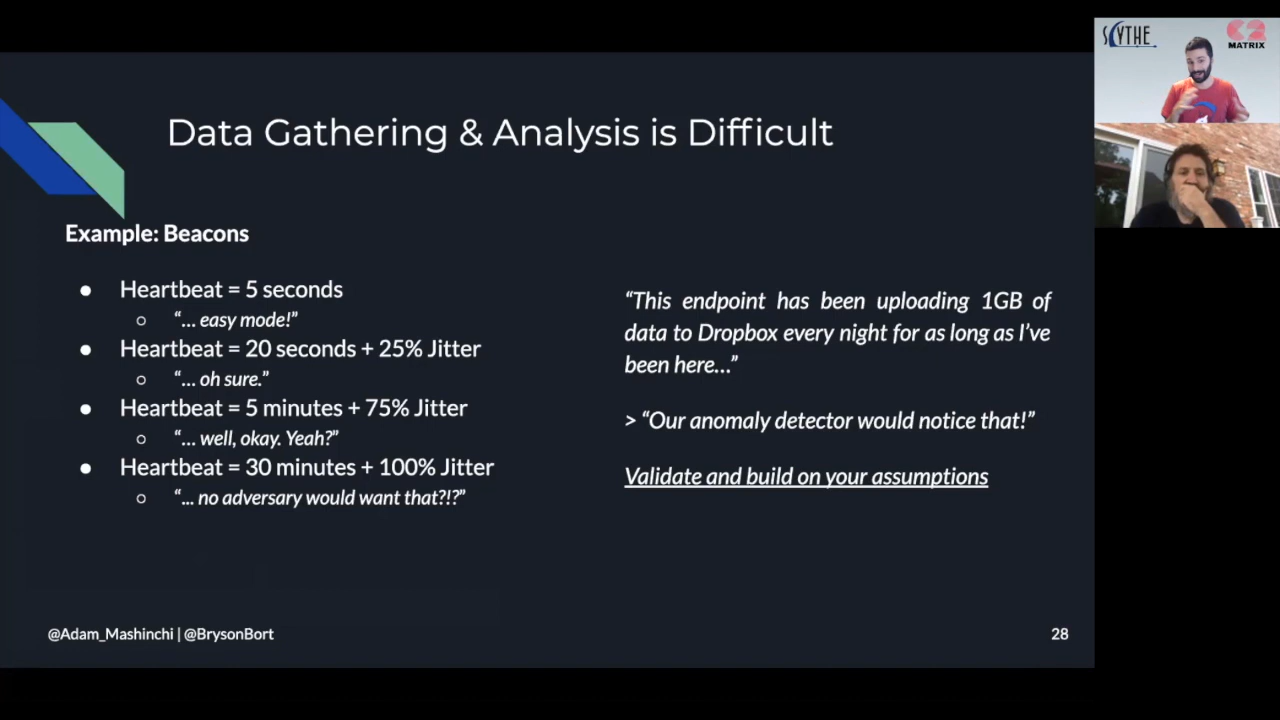 Data Gathering & Analysis is Difficult
Example: Beacons
● Heartbeat = 5 seconds
○ “... easy mode!”
● Heartbeat = 20 seconds + 25% Jitter
○ “... oh sure.”
● Heartbeat = 5 minutes + 75% Jitter
○ “... well, okay. Yeah?”
● Heartbeat = 30 minutes + 100% Jitter
○ “... no adversary would want that?!?”
“This endpoint has been uploading 1GB of
data to Dropbox every night for as long as I’ve
been here...”
> “Our anomaly detector would notice that!”
Validate and build on your assumptions
@Adam_Mashinchi | @BrysonBort
28
SCYTHE
C2
MATRIX